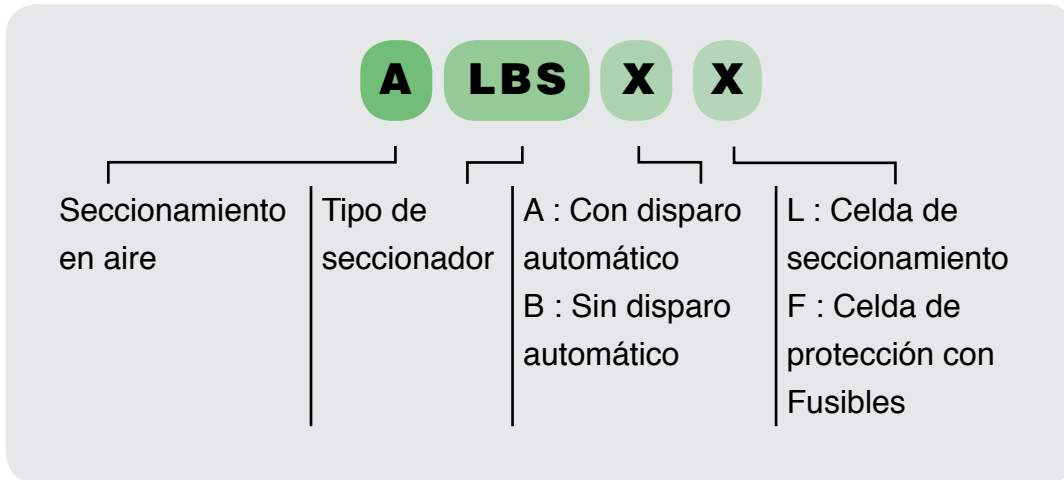 A LBS X X
Seccionamiento
en aire
Tipo de
seccionador
A : Con disparo
automático
B : Sin disparo
automático
L : Celda de
seccionamiento
F : Celda de
protección con
Fusibles